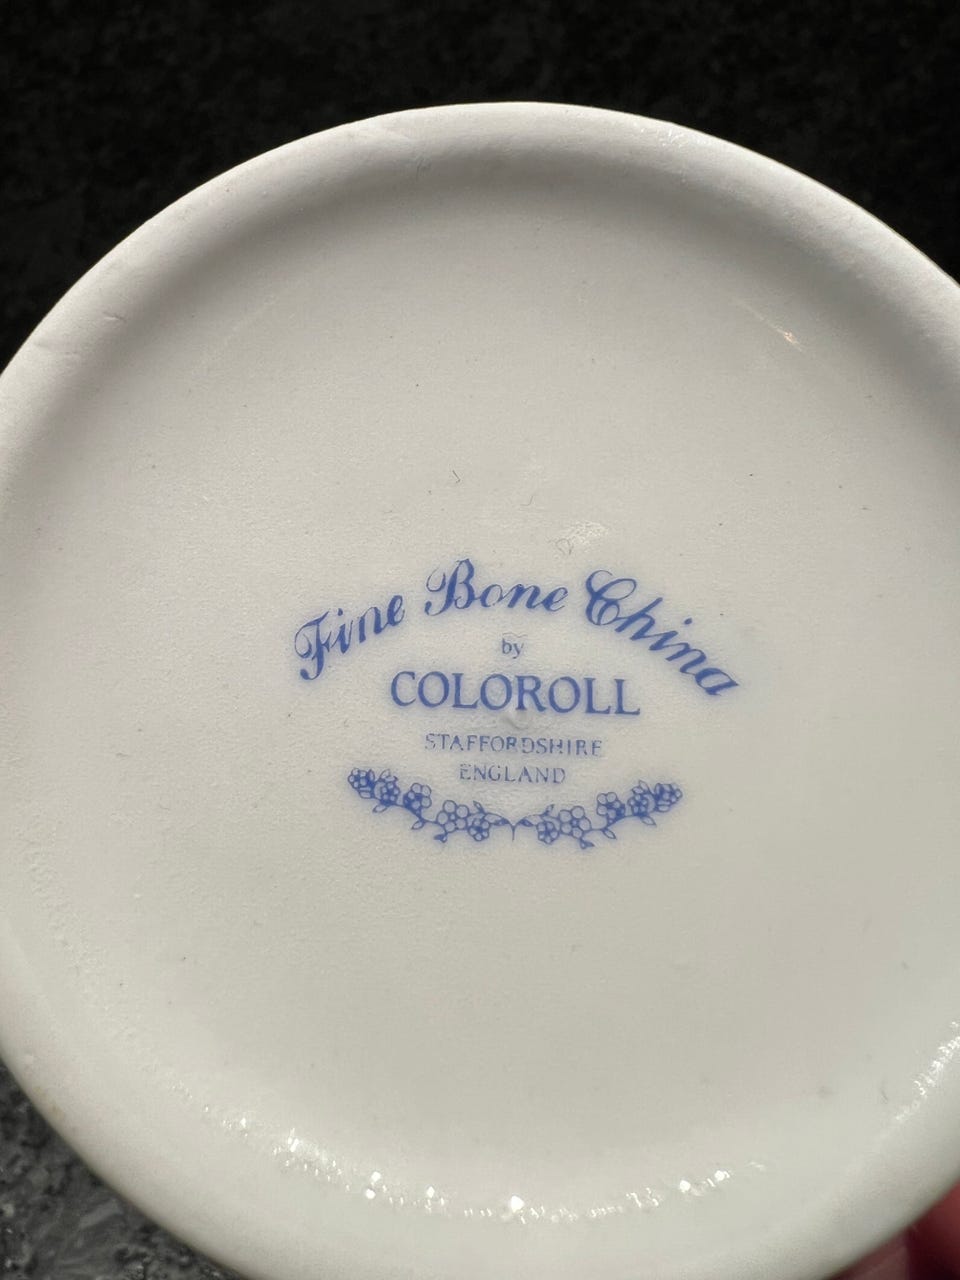 Fine Bone China
by
COLOROLL
STAFFORDSHIRE
ENGLAND